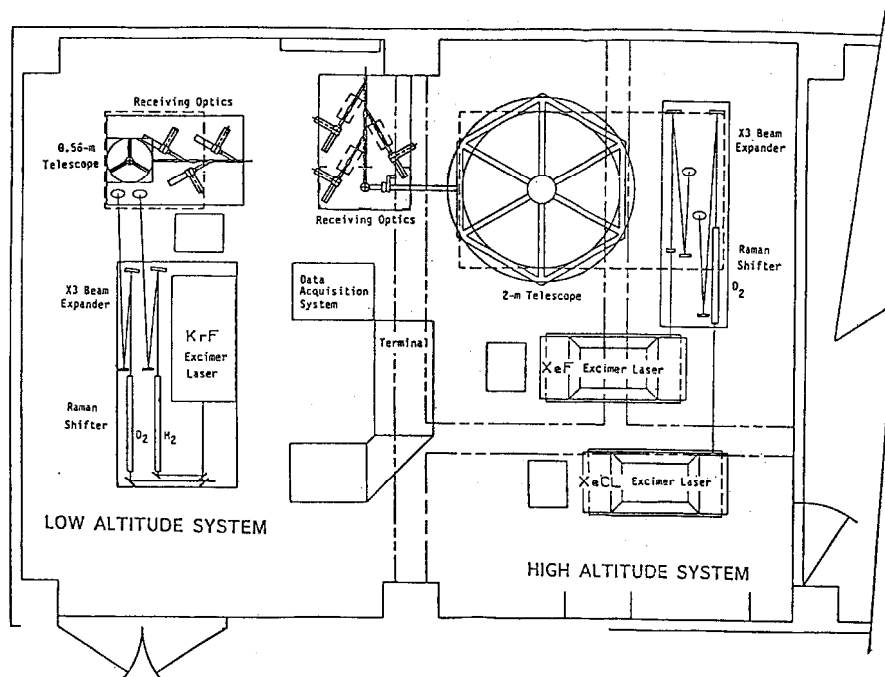 Receiving Optics
0.56-m
Telescope
Receiving Optics
X3 Beam
Expander
Raman
Shifter
D2
2-m Telescope
Data
Acquisition
System
Terminal
X3 Beam
Expander
KrF
Excimer
Laser
Raman
Shifter
D2
H2
XeF Excimer Laser
XeCL Excimer Laser
LOW ALTITUDE SYSTEM
HIGH ALTITUDE SYSTEM